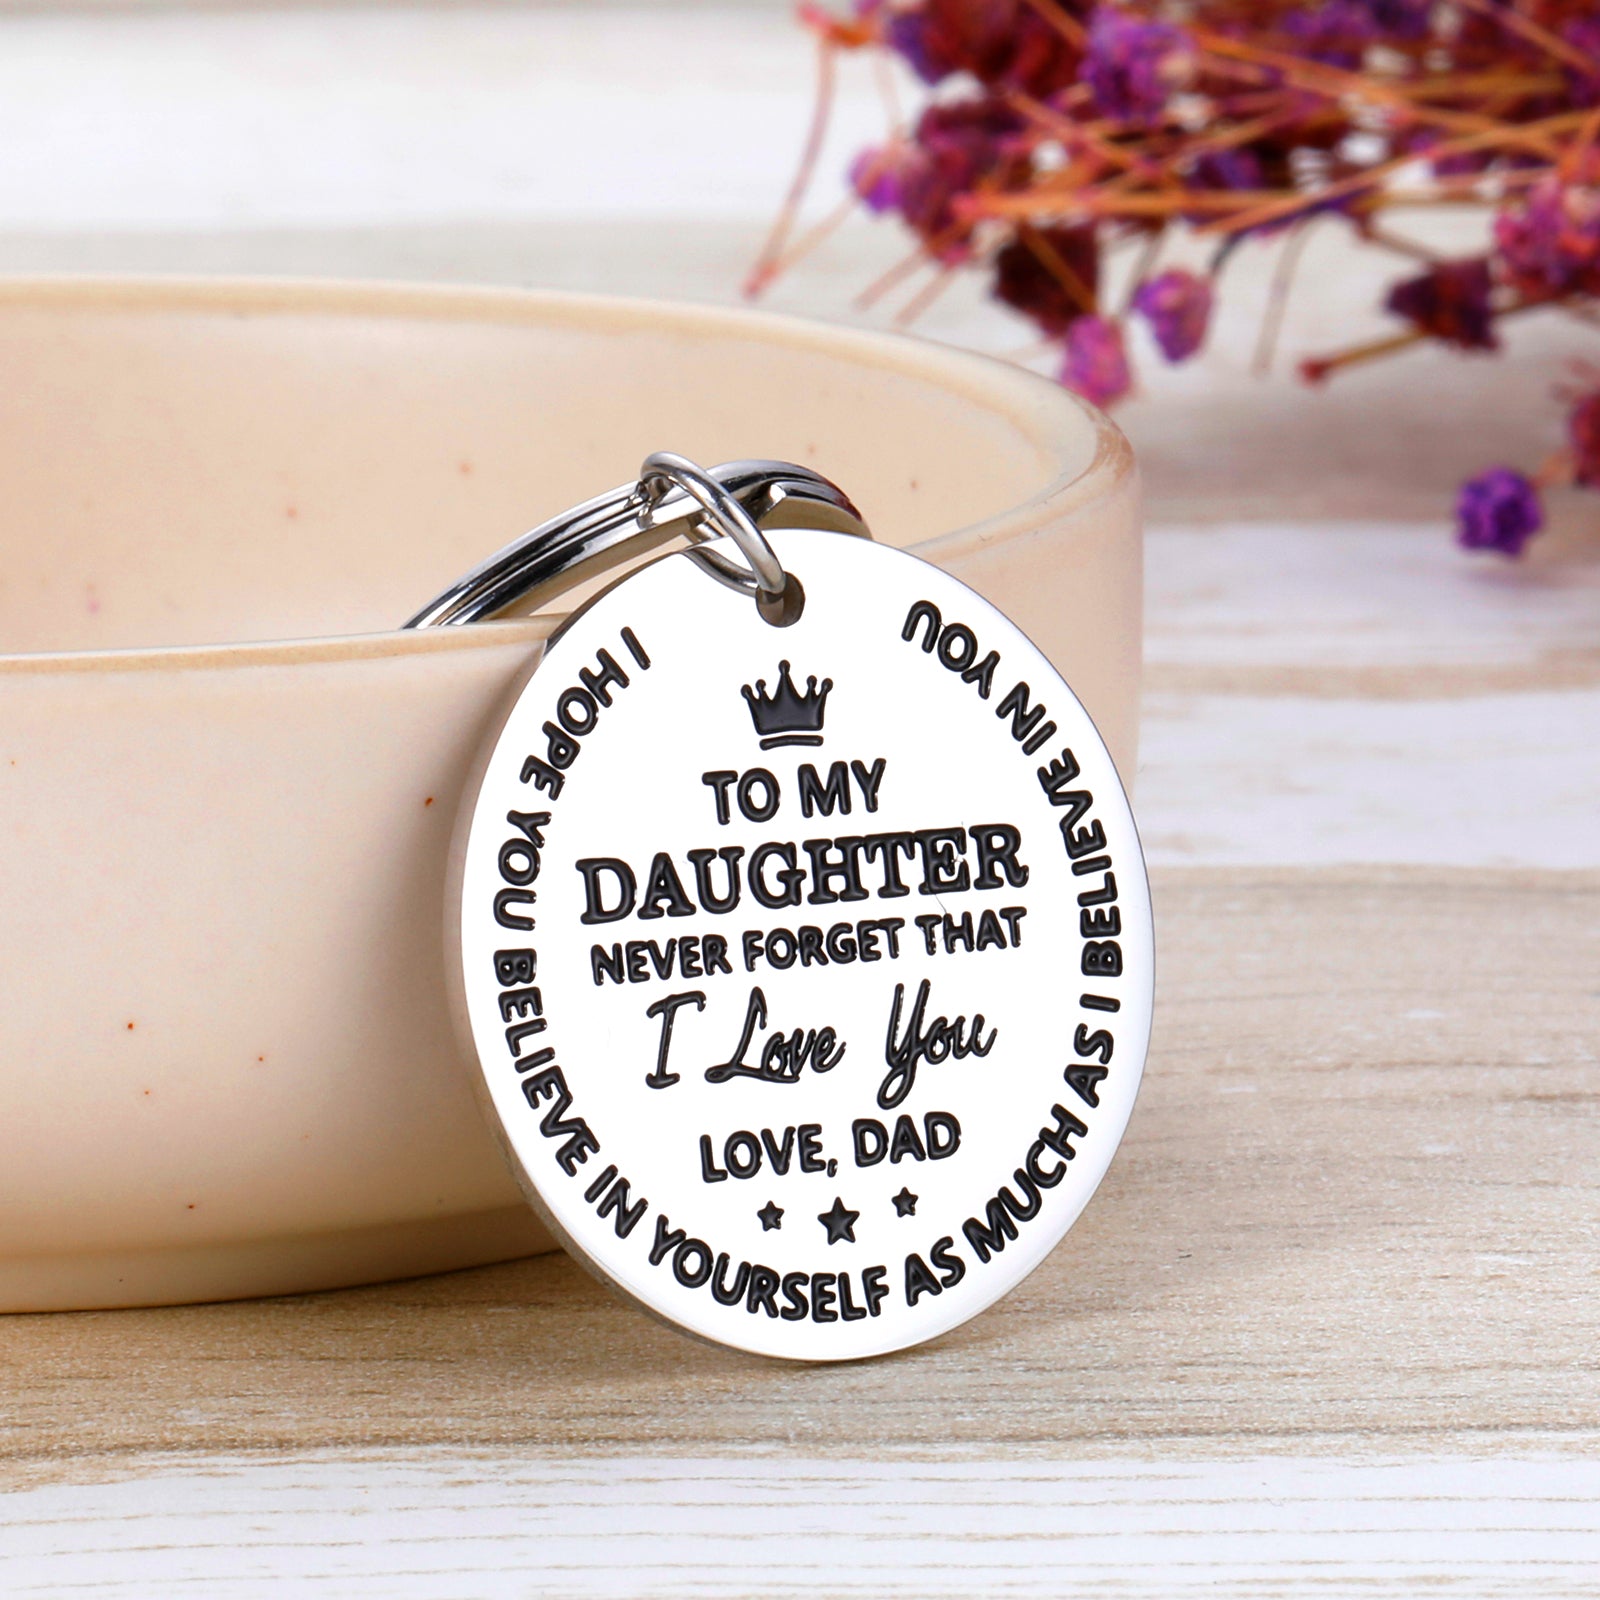 I HOPE YOU BELIEVE IN YOURSELF AS MUCH AS I BELIEVE IN YOU
TO MY
DAUGHTER
NEVER FORGET THAT
I Love You
LOVE, DAD